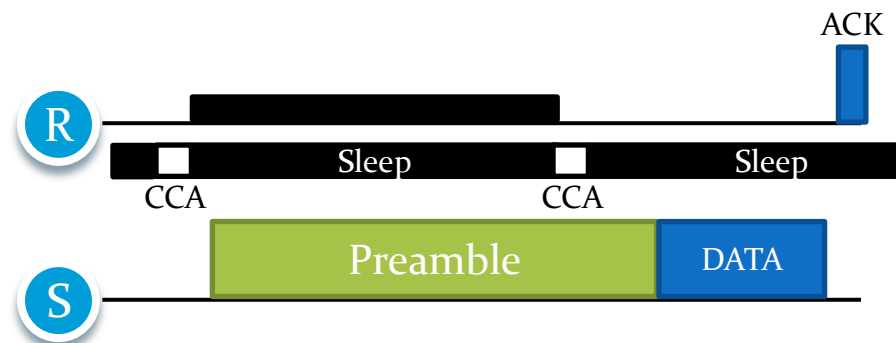 ACK
R
Sleep
Sleep
CCA
CCA
Preamble
DATA
S